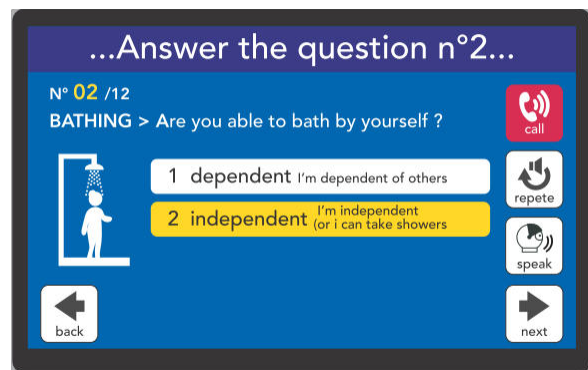 ...Answer the question n°2...
N° 02 /12
BATHING > Are you able to bath by yourself ?
call
1 dependent I'm dependent of others
repete
2 independent I'm independent
(or i can take showers
speak
back
next